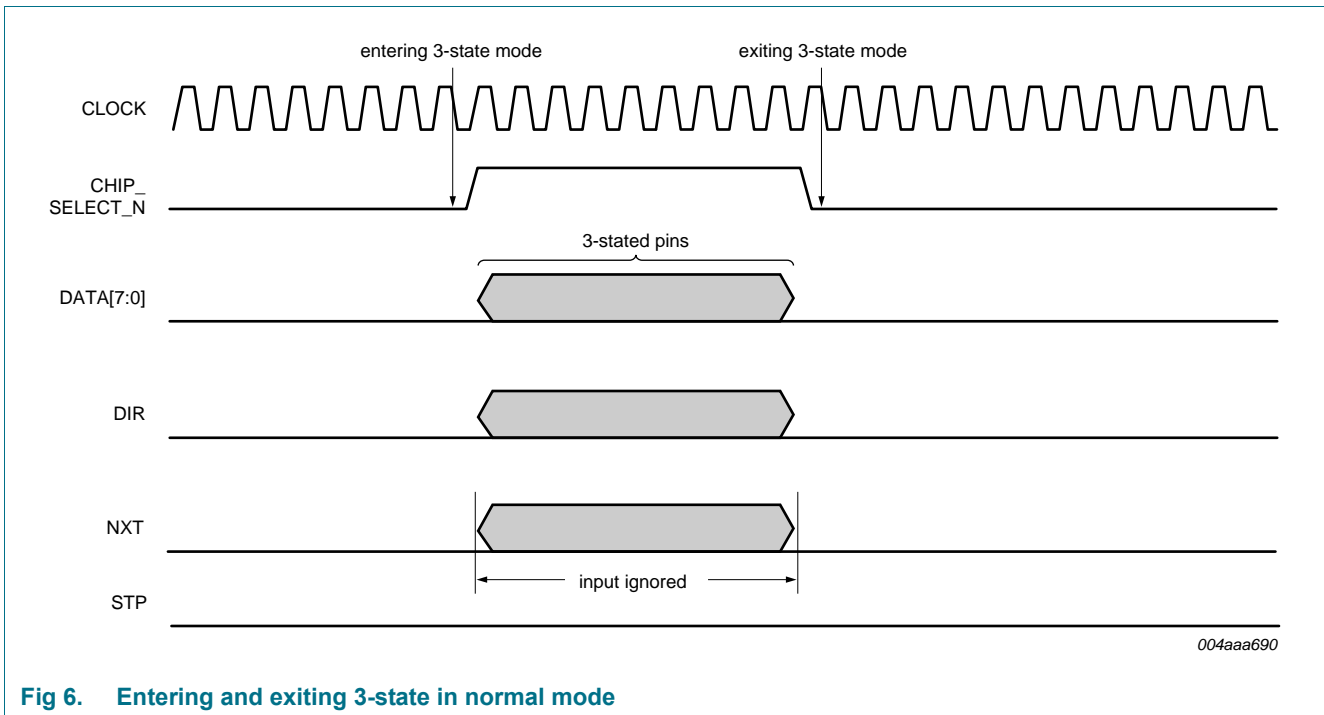 entering 3-state mode
exiting 3-state mode
CLOCK
CHIP_
SELECT_N
3-stated pins
DATA[7:0]
DIR
NXT
input ignored
STP
004aaa690
Fig 6. Entering and exiting 3-state in normal mode